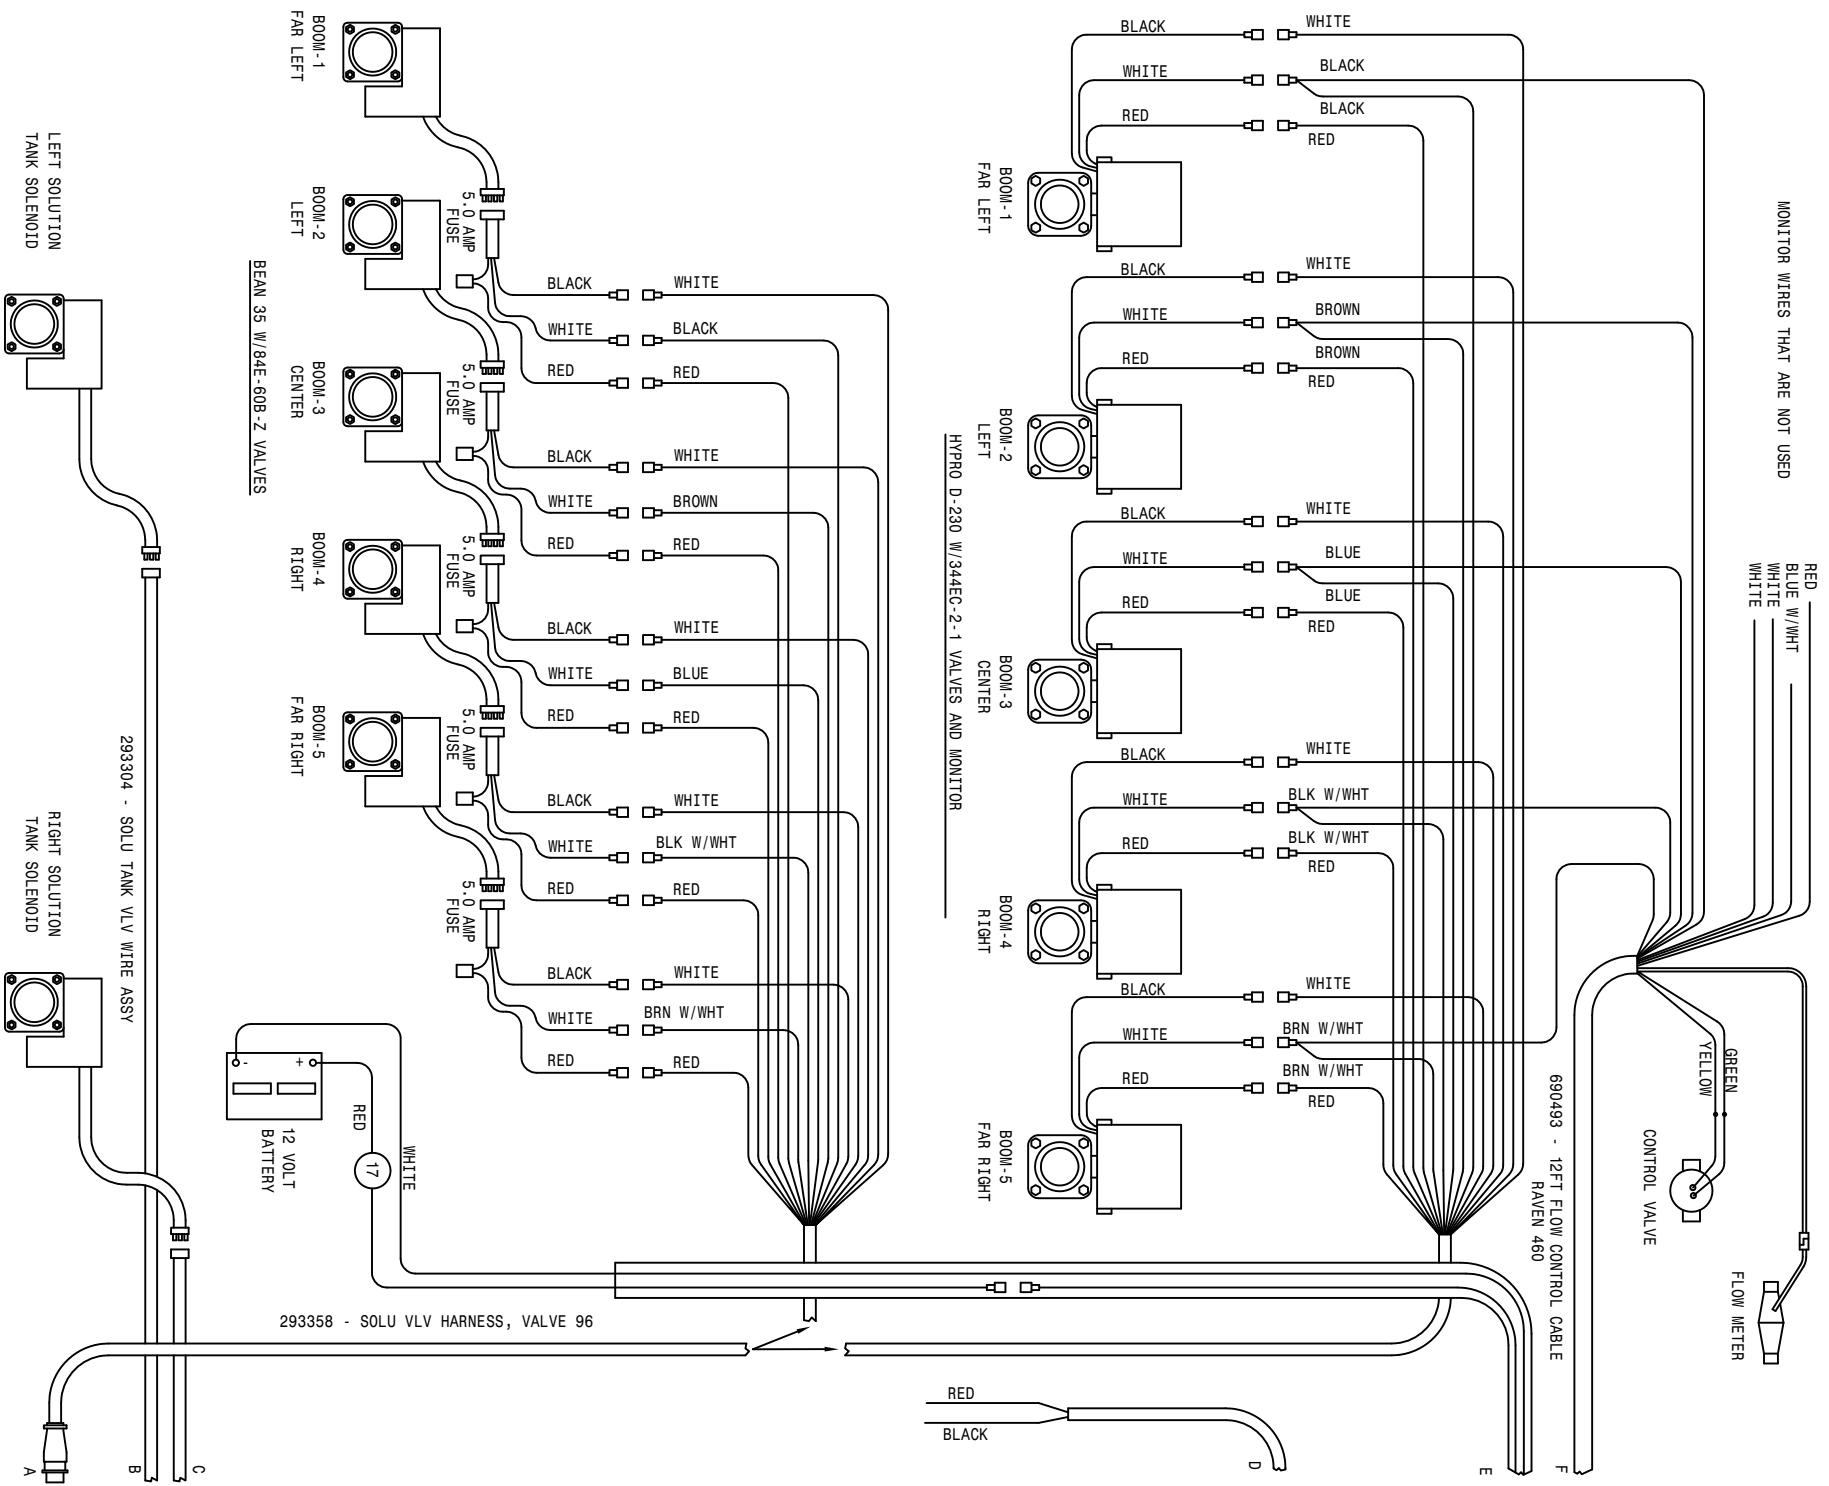 BLACK
WHITE
WHITE
BLACK
RED
BLACK
RED
BOOM-1
FAR LEFT
BLACK
WHITE
WHITE
BROWN
RED
BROWN
RED
BOOM-2
LEFT
BLACK
WHITE
WHITE
BLUE
RED
BLUE
RED
BOOM-3
CENTER
BLACK
WHITE
WHITE
BLK W/WHT
RED
BLK W/WHT
RED
BOOM-4
RIGHT
BLACK
WHITE
WHITE
BRN W/WHT
RED
BRN W/WHT
RED
BOOM-5
FAR RIGHT
HYPRO D-230 W/344EC-2-1 VALVES AND MONITOR
MONITOR WIRES THAT ARE NOT USED
RED
BLUE W/WHT
WHITE
WHITE
GREEN
YELLOW
CONTROL VALVE
FLOW METER
690493 - 12FT FLOW CONTROL CABLE
RAVEN 460
BOOM-1
FAR LEFT
5.0 AMP
FUSE
BLACK
WHITE
WHITE
BLACK
RED
RED
BOOM-2
LEFT
5.0 AMP
FUSE
BLACK
WHITE
WHITE
BROWN
RED
RED
BOOM-3
CENTER
5.0 AMP
FUSE
BLACK
WHITE
WHITE
BLUE
RED
RED
BOOM-4
RIGHT
5.0 AMP
FUSE
BLACK
WHITE
WHITE
BLK W/WHT
RED
RED
BOOM-5
FAR RIGHT
5.0 AMP
FUSE
BLACK
WHITE
WHITE
BRN W/WHT
RED
RED
BEAN 35 W/84E-60B-Z VALVES
LEFT SOLUTION
TANK SOLENOID
RIGHT SOLUTION
TANK SOLENOID
293304 - SOLU TANK VLV WIRE ASSY
- +
12 VOLT
BATTERY
RED
17
WHITE
293358 - SOLU VLV HARNESS, VALVE 96
RED
BLACK
A
B
C
D
E
F